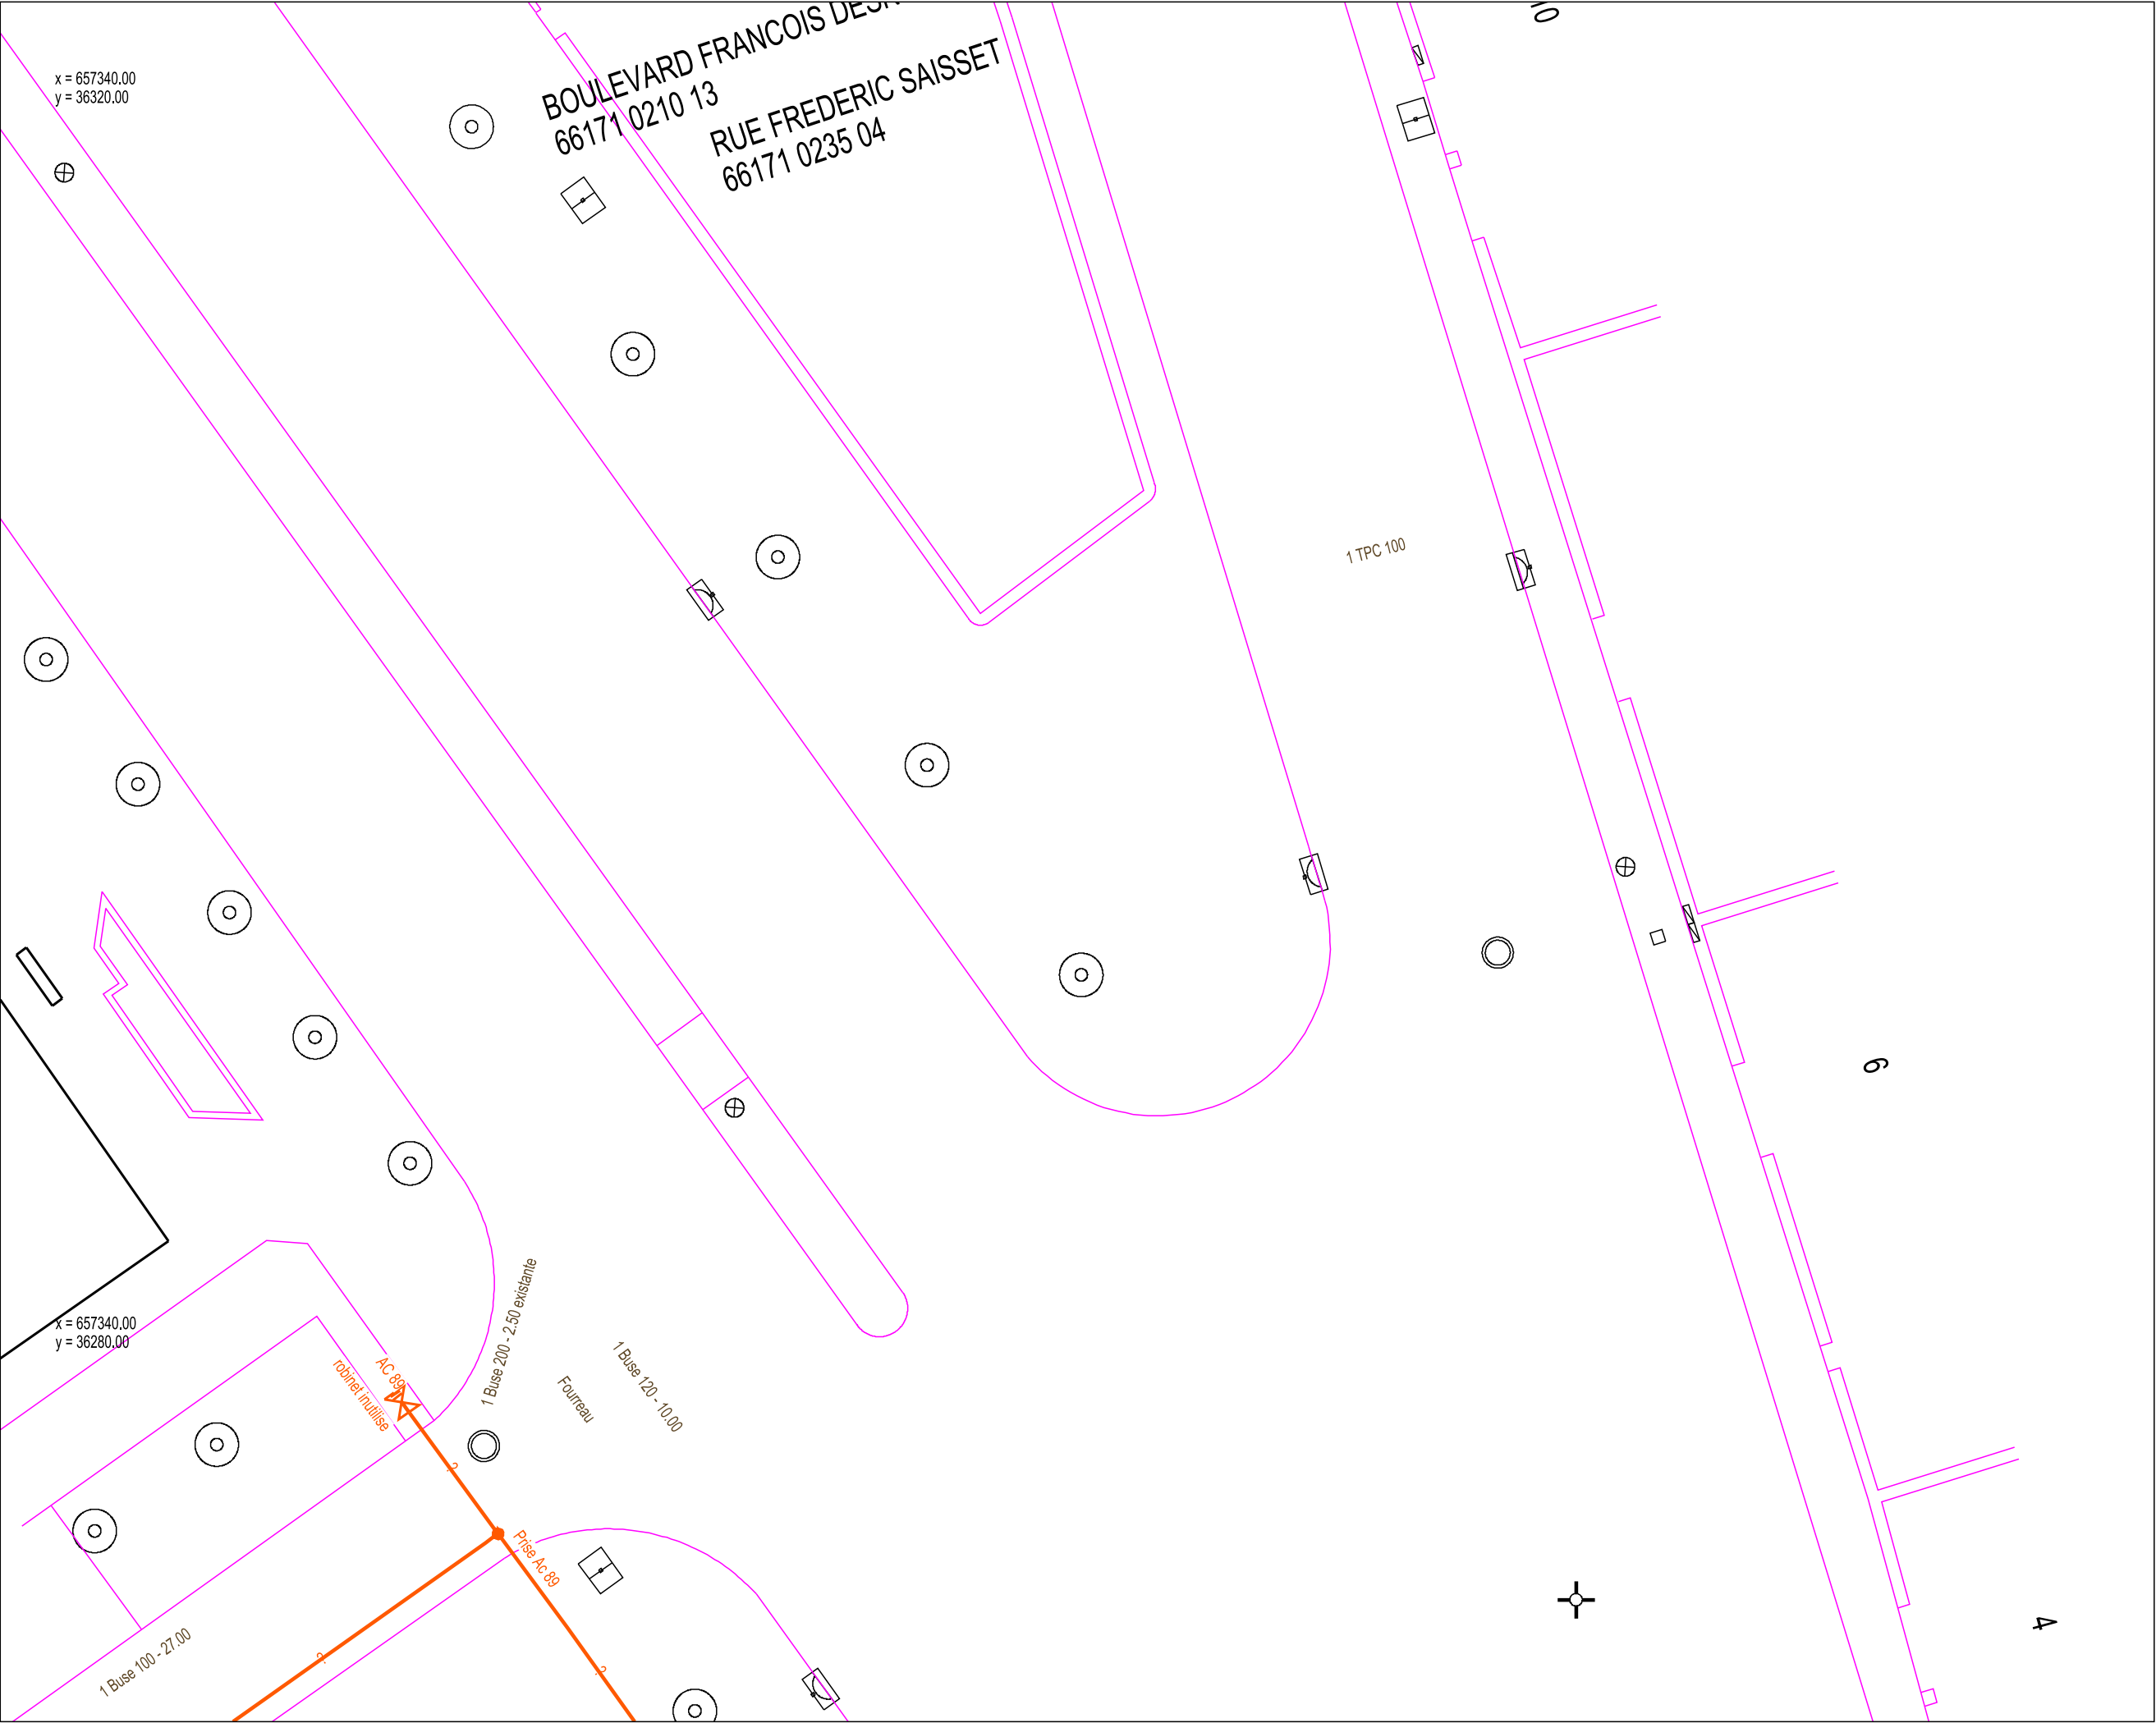 x = 657340.00
y = 36320.00
BOULEVARD FRANCOIS
66171 0210 13
RUE FREDERIC SAISSET
66171 0235 04
1 TPC 100
6
x = 657340.00
y = 36280.00
1 Buse 200 - 2.50 existante
Fourreau
1 Buse 120 - 10.00
AC 89
robinet inutilise
Prise Ac 89
1 Buse 100 - 27.00
4